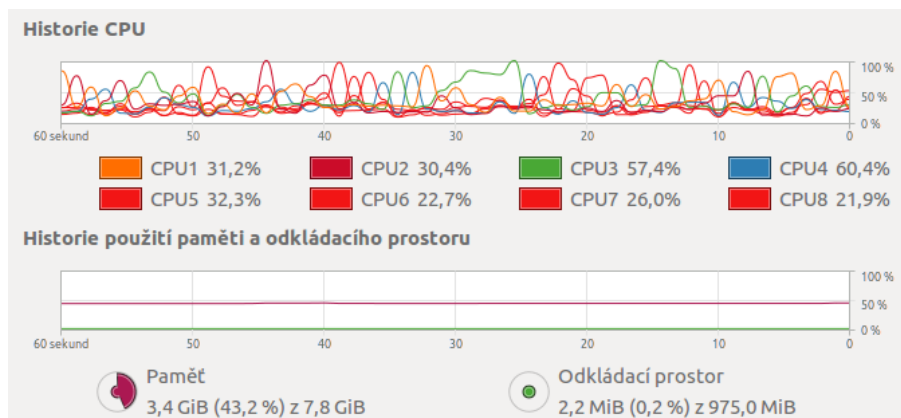 Historie CPU
100 %
50 %
0 %
60 sekund 50 40 30 20 10 0
CPU1 31,2% CPU2 30,4% CPU3 57,4% CPU4 60,4%
CPU5 32,3% CPU6 22,7% CPU7 26,0% CPU8 21,9%
Historie použití paměti a odkládacího prostoru
100 %
50 %
0 %
60 sekund 50 40 30 20 10 0
Paměť
3,4 GiB (43,2 %) z 7,8 GiB
Odkládací prostor
2,2 MiB (0,2 %) z 975,0 MiB